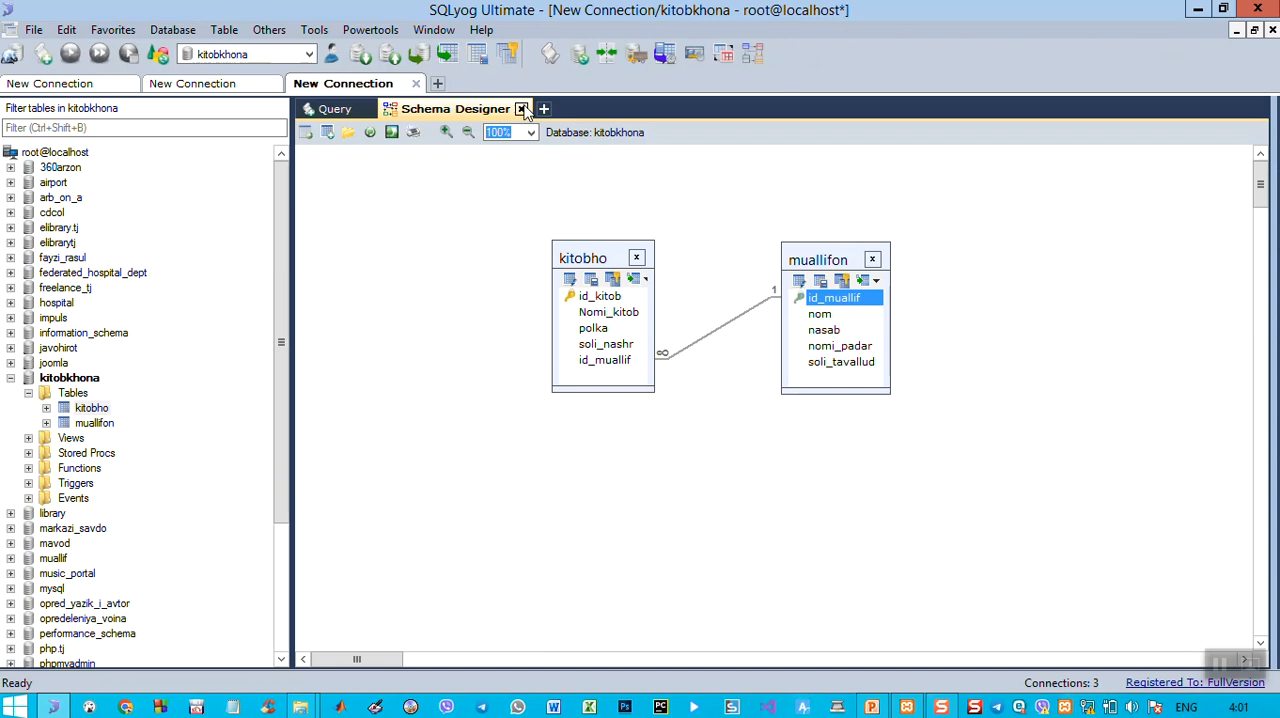 SQLyog Ultimate - [New Connection/kitobkhona - root@localhost*]
File Edit Favorites Database Table Others Tools Powertools Window Help
kitobkhona
New Connection New Connection New Connection
Filter tables in kitobkhona
Filter (Ctrl+Shift+B)
root@localhost
360arzon
airport
arb_on_a
cdcol
elibrary.tj
elibrarytj
fayzi_rasul
federated_hospital_dept
freelance_tj
hospital
impuls
information_schema
javohirot
joomla
kitobkhona
Tables
kitobho
muallifon
Views
Stored Procs
Functions
Triggers
Events
library
markazi_savdo
mavod
muallif
music_portal
mysql
opred_yazik_i_avtor
opredeleniya_voina
performance_schema
php.tj
phpmyadmin
Query Schema Designer
100% Database: kitobkhona
kitobho
id_kitob
Nomi_kitob
polka
soli_nashr
id_muallif
∞
1
muallifon
id_muallif
nom
nasab
nomi_padar
soli_tavallud
Ready Connections: 3 Registered To: FullVersion
ENG 4:01